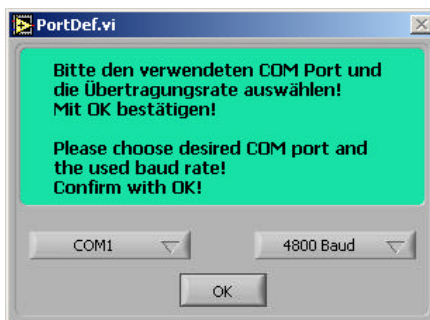 PortDef.vi
Bitte den verwendeten COM Port und
die Übertragungsrate auswählen!
Mit OK bestätigen!
Please choose desired COM port and
the used baud rate!
Confirm with OK!
COM1 4800 Baud
OK